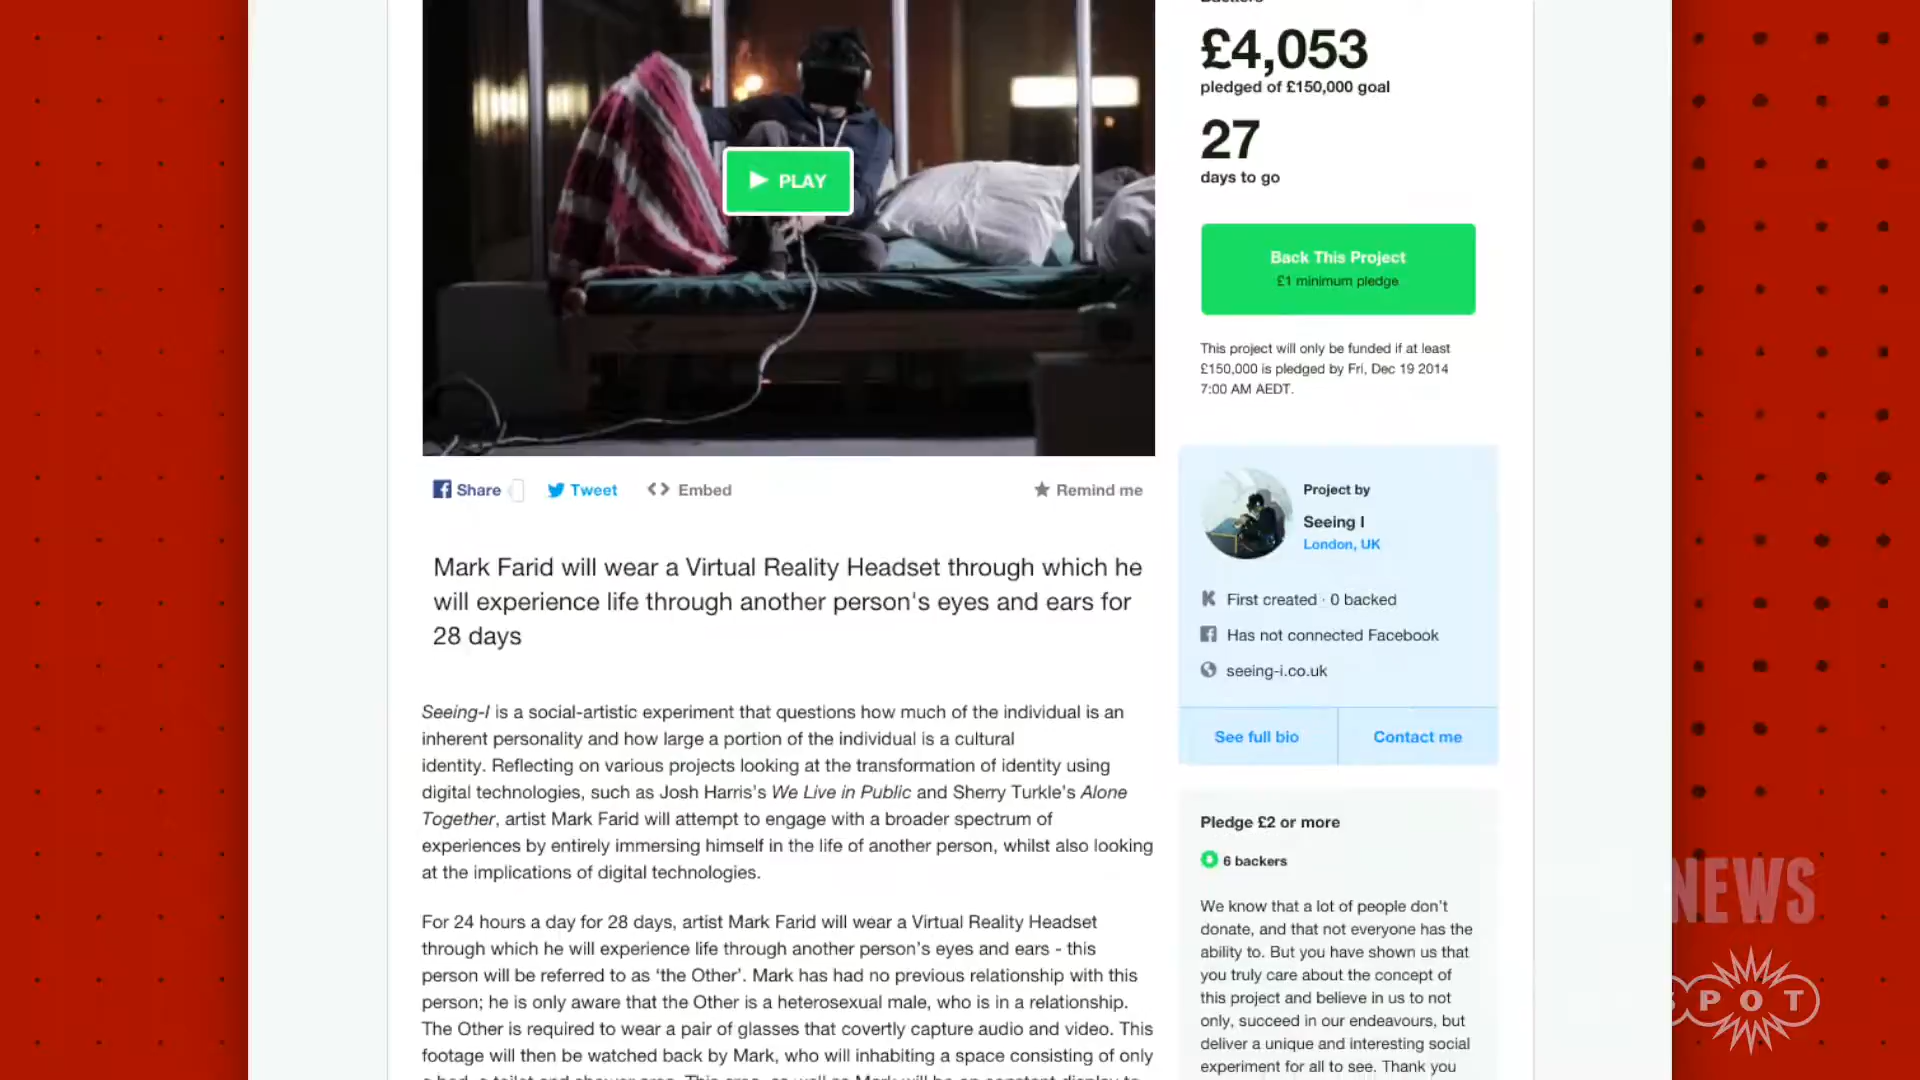 £4,053
pledged of £150,000 goal
27
days to go
PLAY
Back This Project
£1 minimum pledge
This project will only be funded if at least
£150,000 is pledged by Fri, Dec 19 2014
7:00 AM AEDT.
Share
Tweet
Embed
Remind me
Project by
Seeing I
London, UK
First created · 0 backed
Has not connected Facebook
seeing-i.co.uk
See full bio
Contact me
Mark Farid will wear a Virtual Reality Headset through which he
will experience life through another person's eyes and ears for
28 days
Seeing-I is a social-artistic experiment that questions how much of the individual is an
inherent personality and how large a portion of the individual is a cultural
identity. Reflecting on various projects looking at the transformation of identity using
digital technologies, such as Josh Harris's We Live in Public and Sherry Turkle's Alone
Together, artist Mark Farid will attempt to engage with a broader spectrum of
experiences by entirely immersing himself in the life of another person, whilst also looking
at the implications of digital technologies.
For 24 hours a day for 28 days, artist Mark Farid will wear a Virtual Reality Headset
through which he will experience life through another person's eyes and ears - this
person will be referred to as ‘the Other’. Mark has had no previous relationship with this
person; he is only aware that the Other is a heterosexual male, who is in a relationship.
The Other is required to wear a pair of glasses that covertly capture audio and video. This
footage will then be watched back by Mark, who will inhabiting a space consisting of only
Pledge £2 or more
6 backers
We know that a lot of people don't
donate, and that not everyone has the
ability to. But you have shown us that
you truly care about the concept of
this project and believe in us to not
only, succeed in our endeavours, but
deliver a unique and interesting social
experiment for all to see. Thank you
NEWS
SPOT